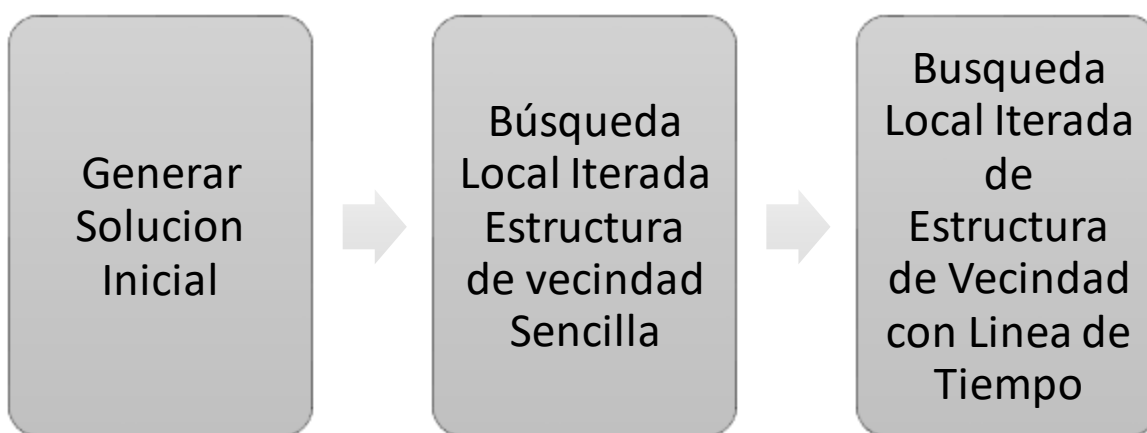 Generar
Solucion
Inicial
Búsqueda
Local Iterada
Estructura
de vecindad
Sencilla
Busqueda
Local Iterada
de
Estructura
de Vecindad
con Linea de
Tiempo